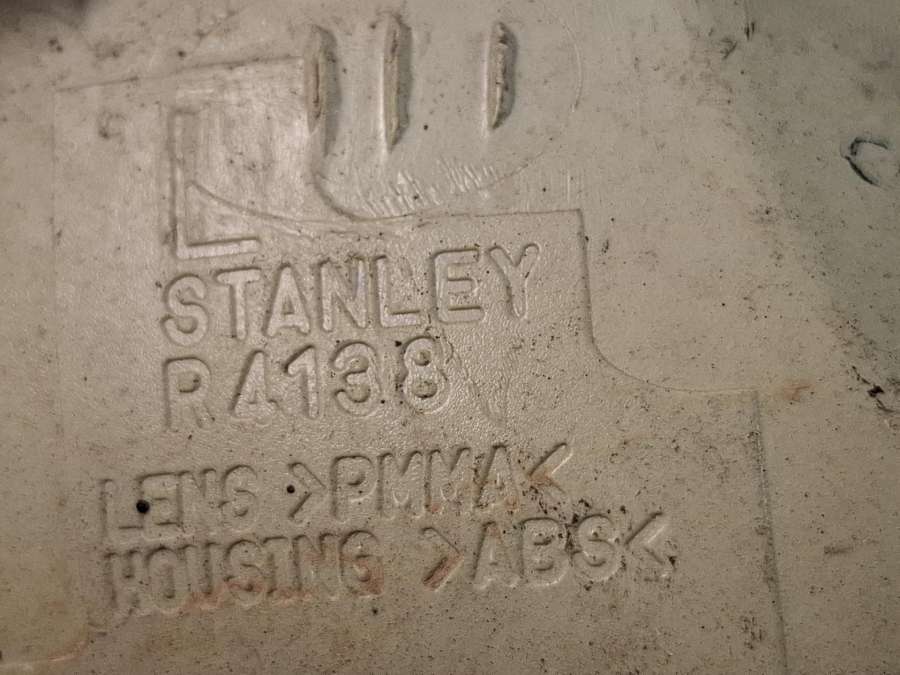 L
STANLEY
R4138
LENS >PMMA<
HOUSING >ABS<